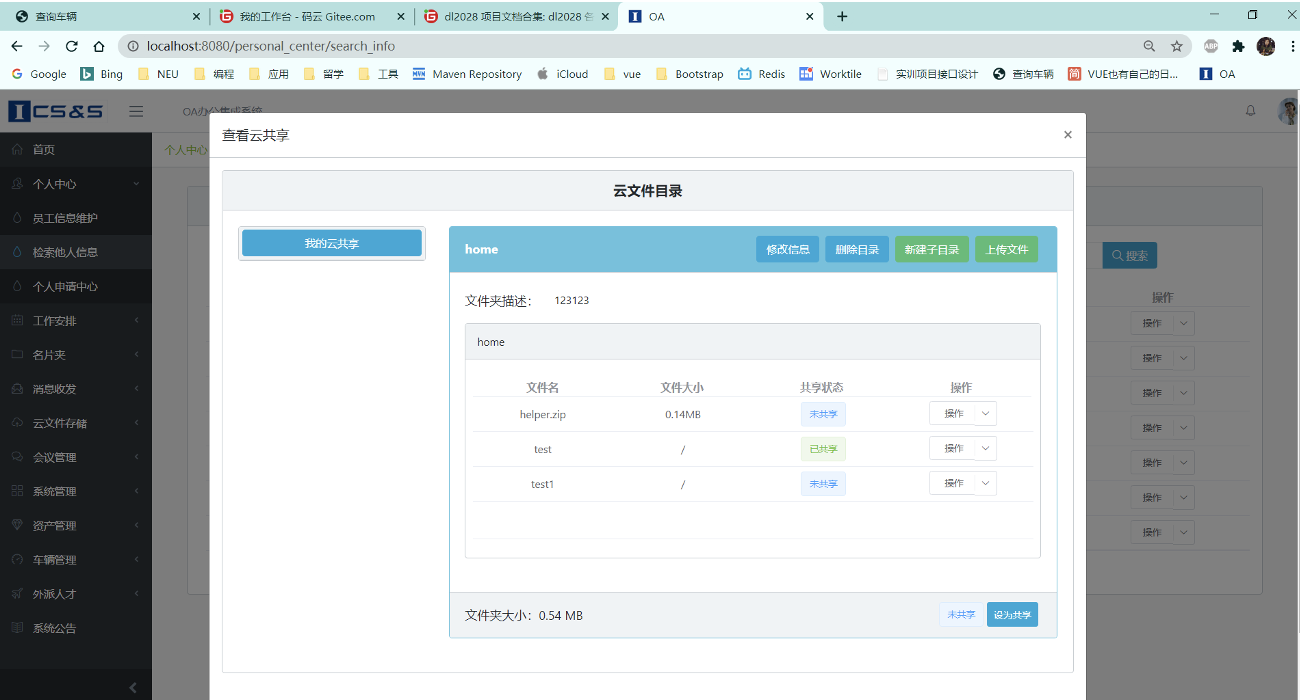 查询车辆
我的工作台 - 码云 Gitee.com
dl2028 项目文档合集: dl2028 各
OA
localhost:8080/personal_center/search_info
ABP
Google Bing NEU 编程 应用 留学 工具 Maven Repository iCloud vue Bootstrap Redis Worktile 实训项目接口设计 查询车辆 VUE也有自己的日... OA
ICS&S
OA办公集成系统
首页
个人中心
员工信息维护
检索他人信息
个人申请中心
工作安排
名片夹
消息收发
云文件存储
会议管理
系统管理
资产管理
车辆管理
外派人才
系统公告
个人中心
查看云共享
云文件目录
我的云共享
home 修改信息 删除目录 新建子目录 上传文件
文件夹描述： 123123
home
文件名 文件大小 共享状态 操作
helper.zip 0.14MB 未共享 操作
test / 已共享 操作
test1 / 未共享 操作
文件夹大小：0.54 MB 未共享 设为共享
搜索
操作
操作
操作
操作
操作
操作
操作
操作